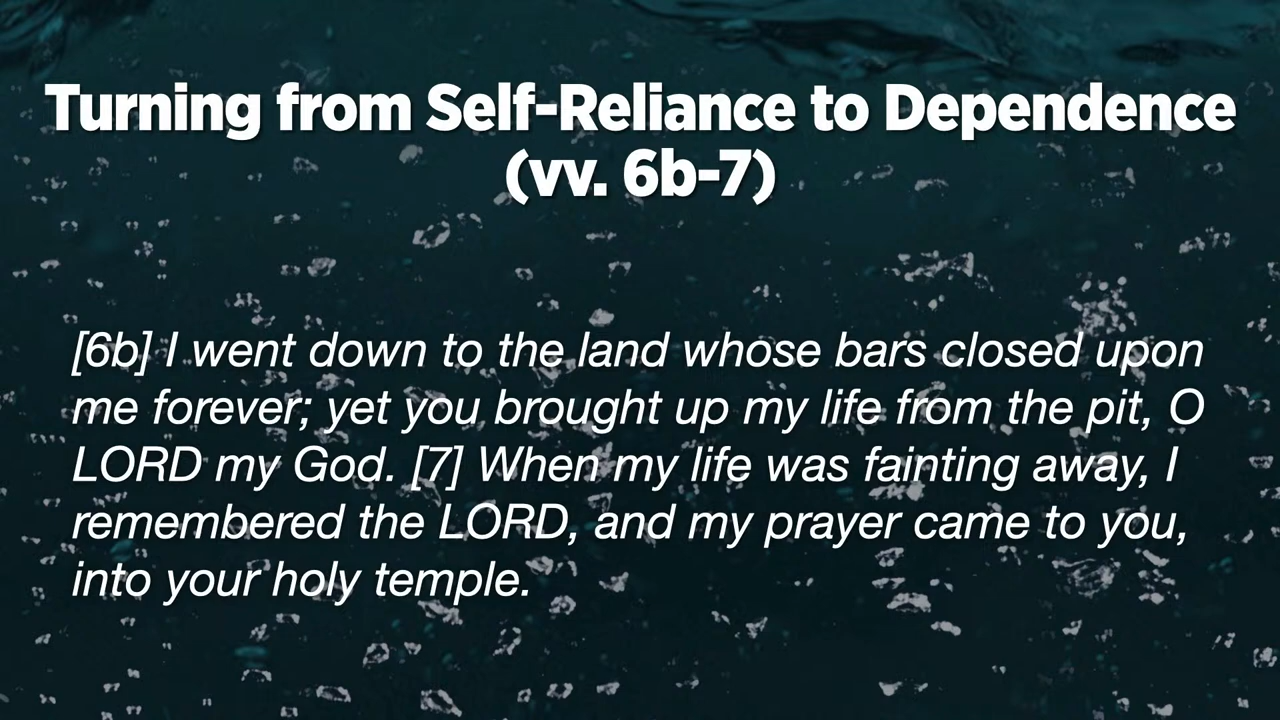 Turning from Self-Reliance to Dependence
(vv. 6b-7)
[6b] I went down to the land whose bars closed upon
me forever; yet you brought up my life from the pit, O
LORD my God. [7] When my life was fainting away, I
remembered the LORD, and my prayer came to you,
into your holy temple.